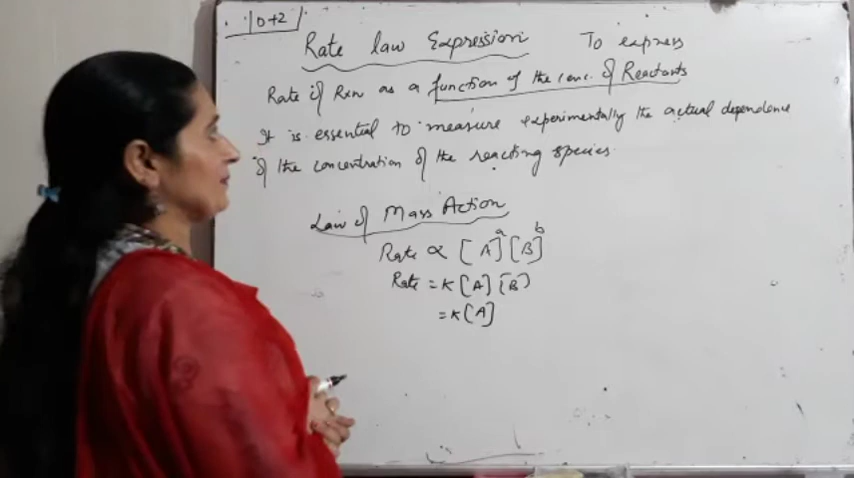 10+2
Rate law Expression To express
Rate of Rxn as a function of the conc. of Reactants
It is essential to measure experimentally the actual dependence
of the concentration of the reacting species.
Law of Mass Action
Rate ∝ [A]ᵃ[B]ᵇ
Rate = K[A][B]
= K[A]